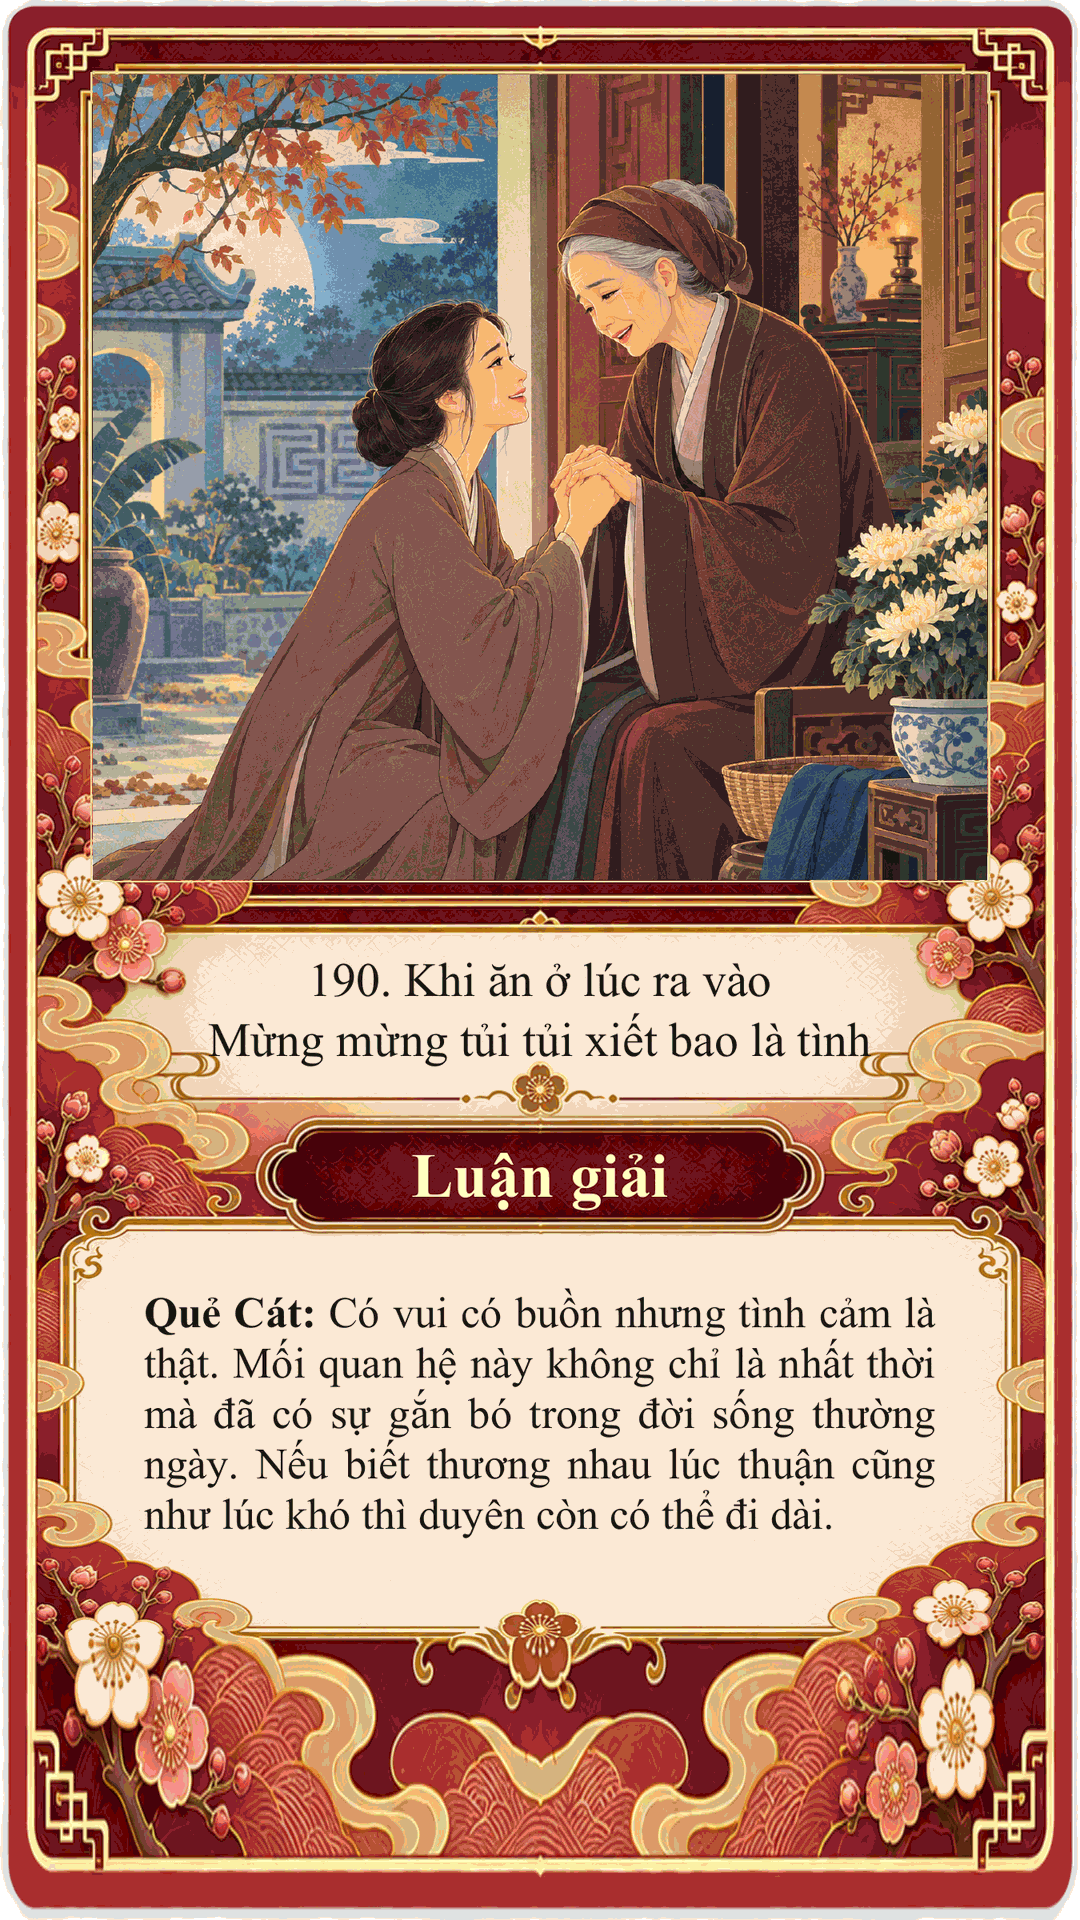 190. Khi ăn ở lúc ra vào
Mừng mừng tủi tủi xiết bao là tình
Luận giải
Quẻ Cát: Có vui có buồn nhưng tình cảm là
thật. Mối quan hệ này không chỉ là nhất thời
mà đã có sự gắn bó trong đời sống thường
ngày. Nếu biết thương nhau lúc thuận cũng
như lúc khó thì duyên còn có thể đi dài.